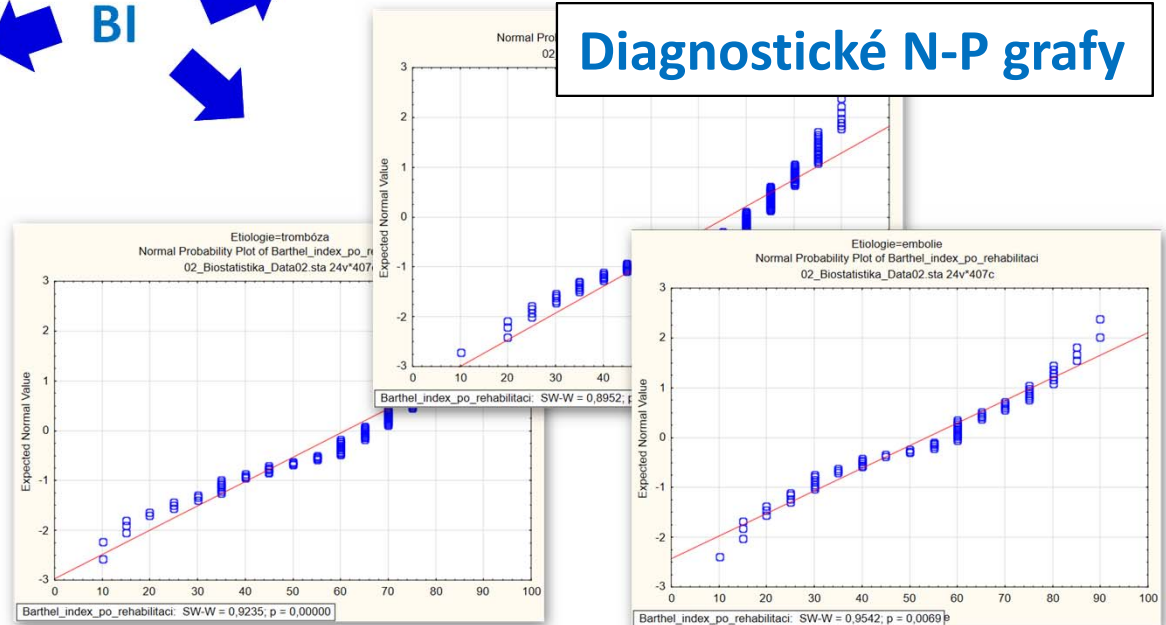 BI
Diagnostické N-P grafy
Normal Pro
02
Expected Normal Value
3
2
1
0
-1
-2
-3
0 10 20 30 40
Barthel_index_po_rehabilitaci: SW-W = 0,8952; p
Etiologie=trombóza
Normal Probability Plot of Barthel_index_po_re
02_Biostatistika_Data02.sta 24v*407
Expected Normal Value
3
2
1
0
-1
-2
-3
0 10 20 30 40 50 60 70 80 90 100
Barthel_index_po_rehabilitaci: SW-W = 0,9235; p = 0,00000
Etiologie=embolie
Normal Probability Plot of Barthel_index_po_rehabilitaci
02_Biostatistika_Data02.sta 24v*407c
Expected Normal Value
3
2
1
0
-1
-2
-3
0 10 20 30 40 50 60 70 80 90 100
Barthel_index_po_rehabilitaci: SW-W = 0,9542; p = 0,0069